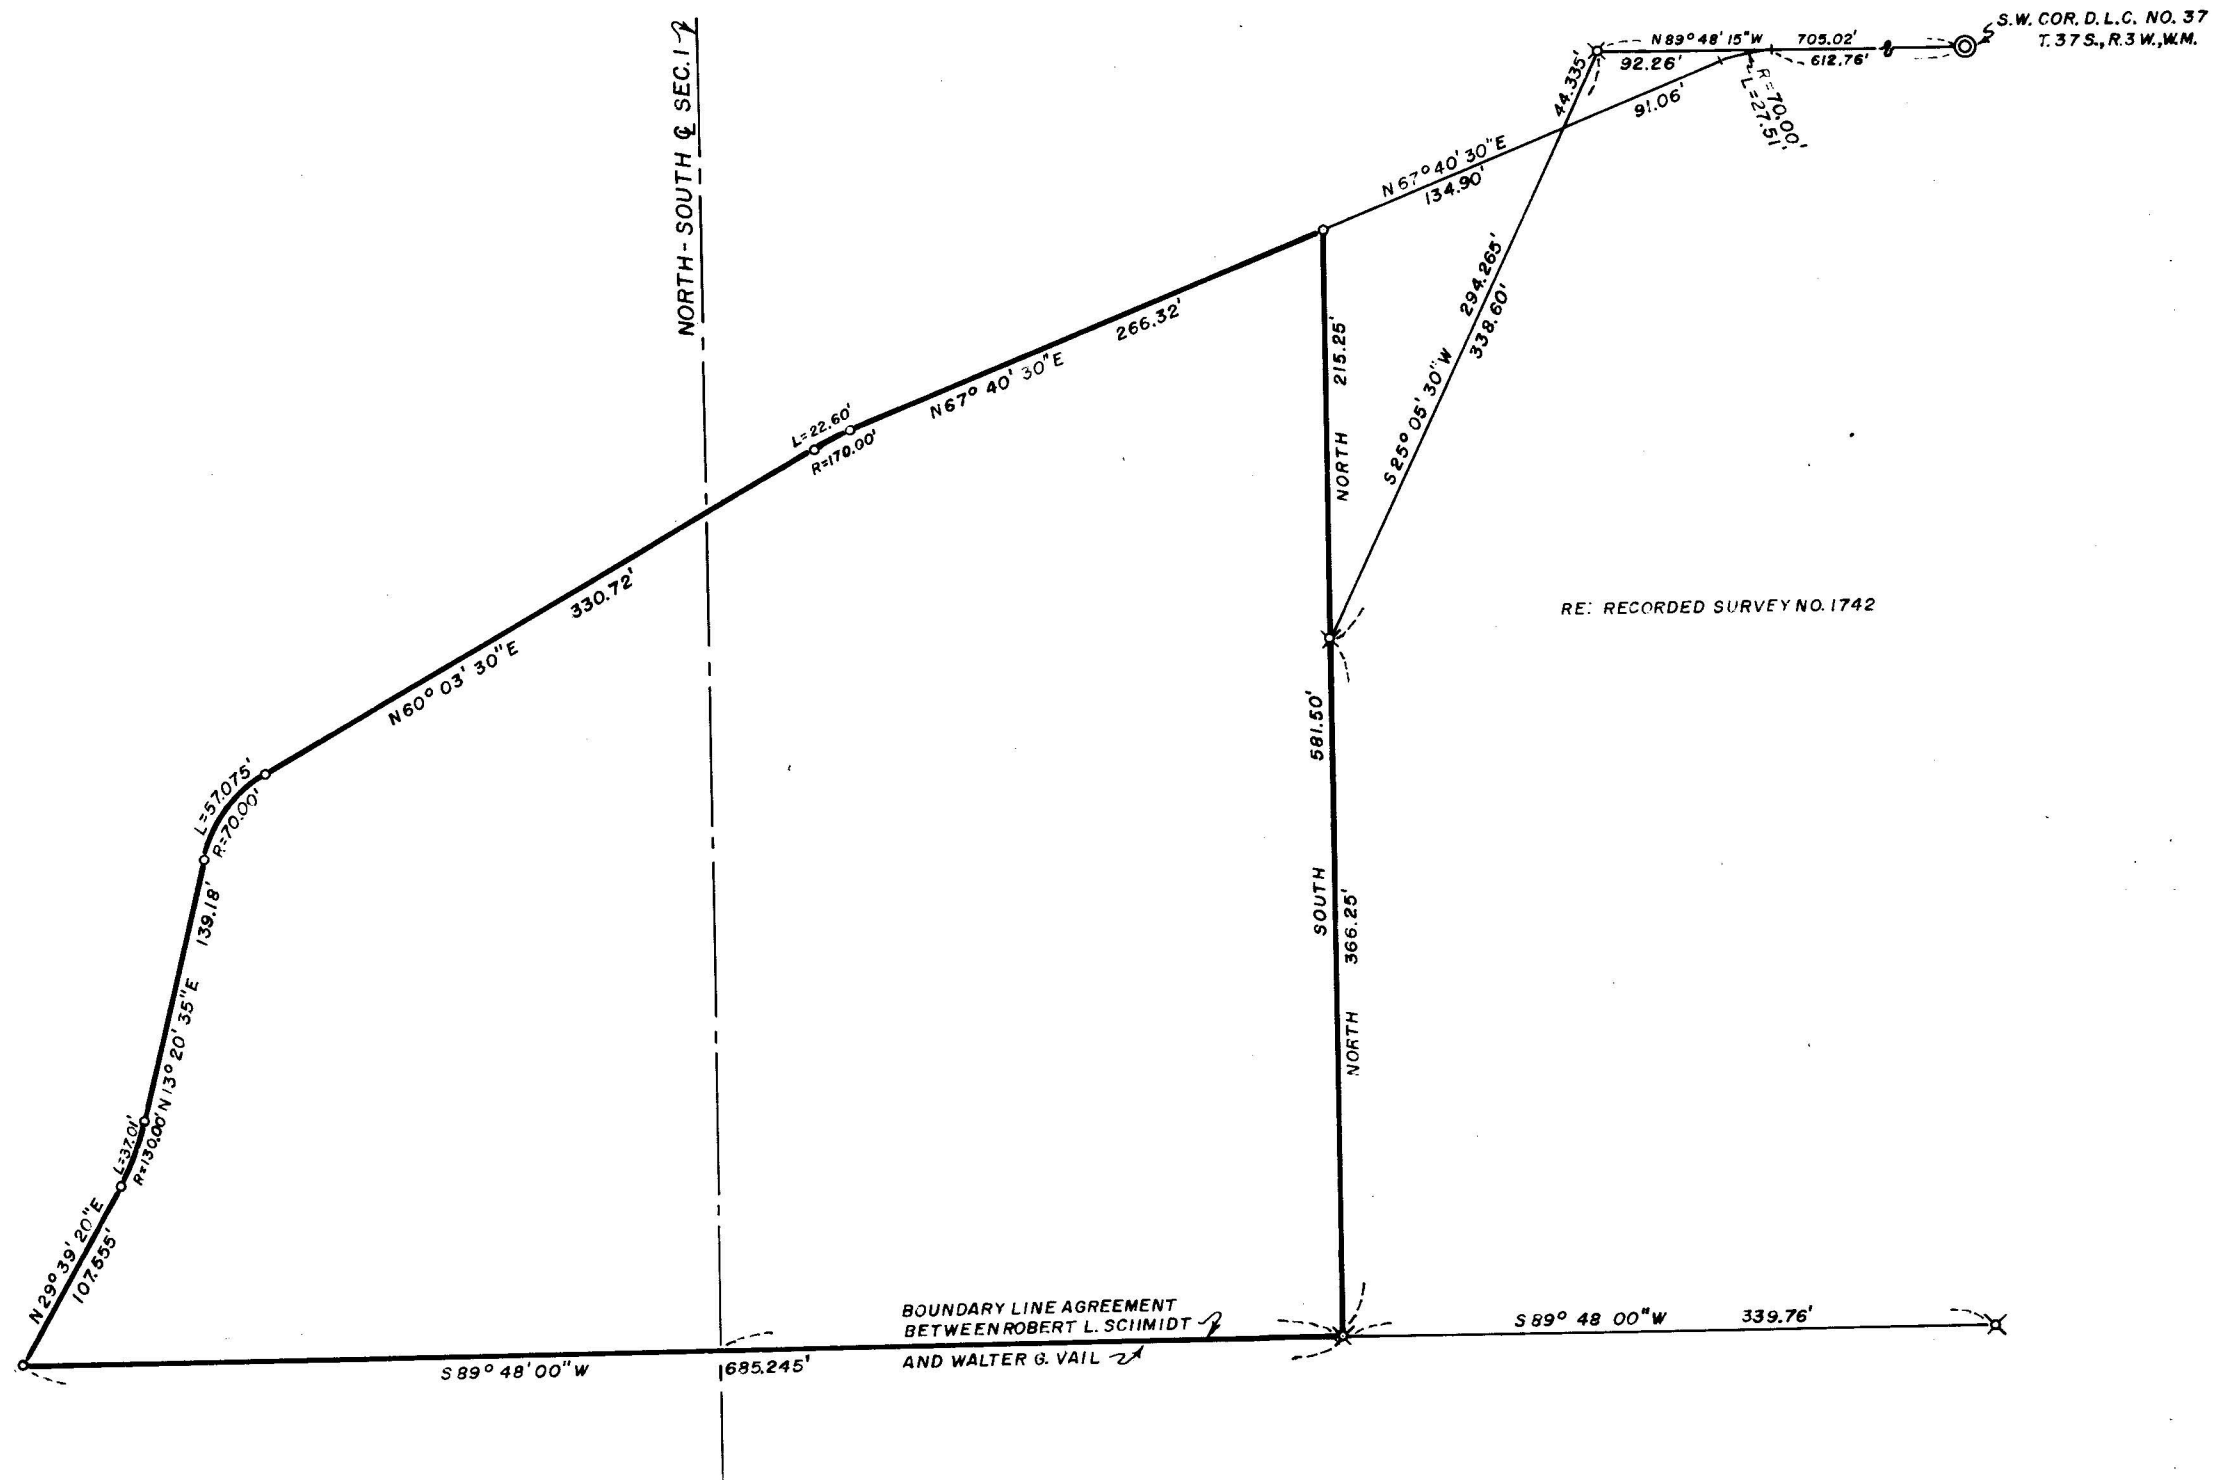 S.W. COR. D.L.C. NO. 37
T. 37 S., R. 3 W., W.M.
N 89° 48' 15" W
705.02'
92.26'
612.76'
44.335'
R=70.00'
L=27.51'
91.06'
N 67° 40' 30" E
134.90'
NORTH-SOUTH ℄ SEC. 1
294.265'
338.60'
S 25° 05' 30" W
266.32'
N 67° 40' 30" E
215.25'
NORTH
L=22.60'
R=170.00'
330.72'
N 60° 03' 30" E
RE: RECORDED SURVEY NO. 1742
581.50'
SOUTH
366.25'
NORTH
L=57.075'
R=70.00'
139.18'
N 13° 20' 35" E
L=37.01'
R=130.00'
N 29° 39' 20" E
107.555'
BOUNDARY LINE AGREEMENT
BETWEEN ROBERT L. SCHMIDT
AND WALTER G. VAIL
S 89° 48' 00" W
685.245'
S 89° 48 00" W
339.76'